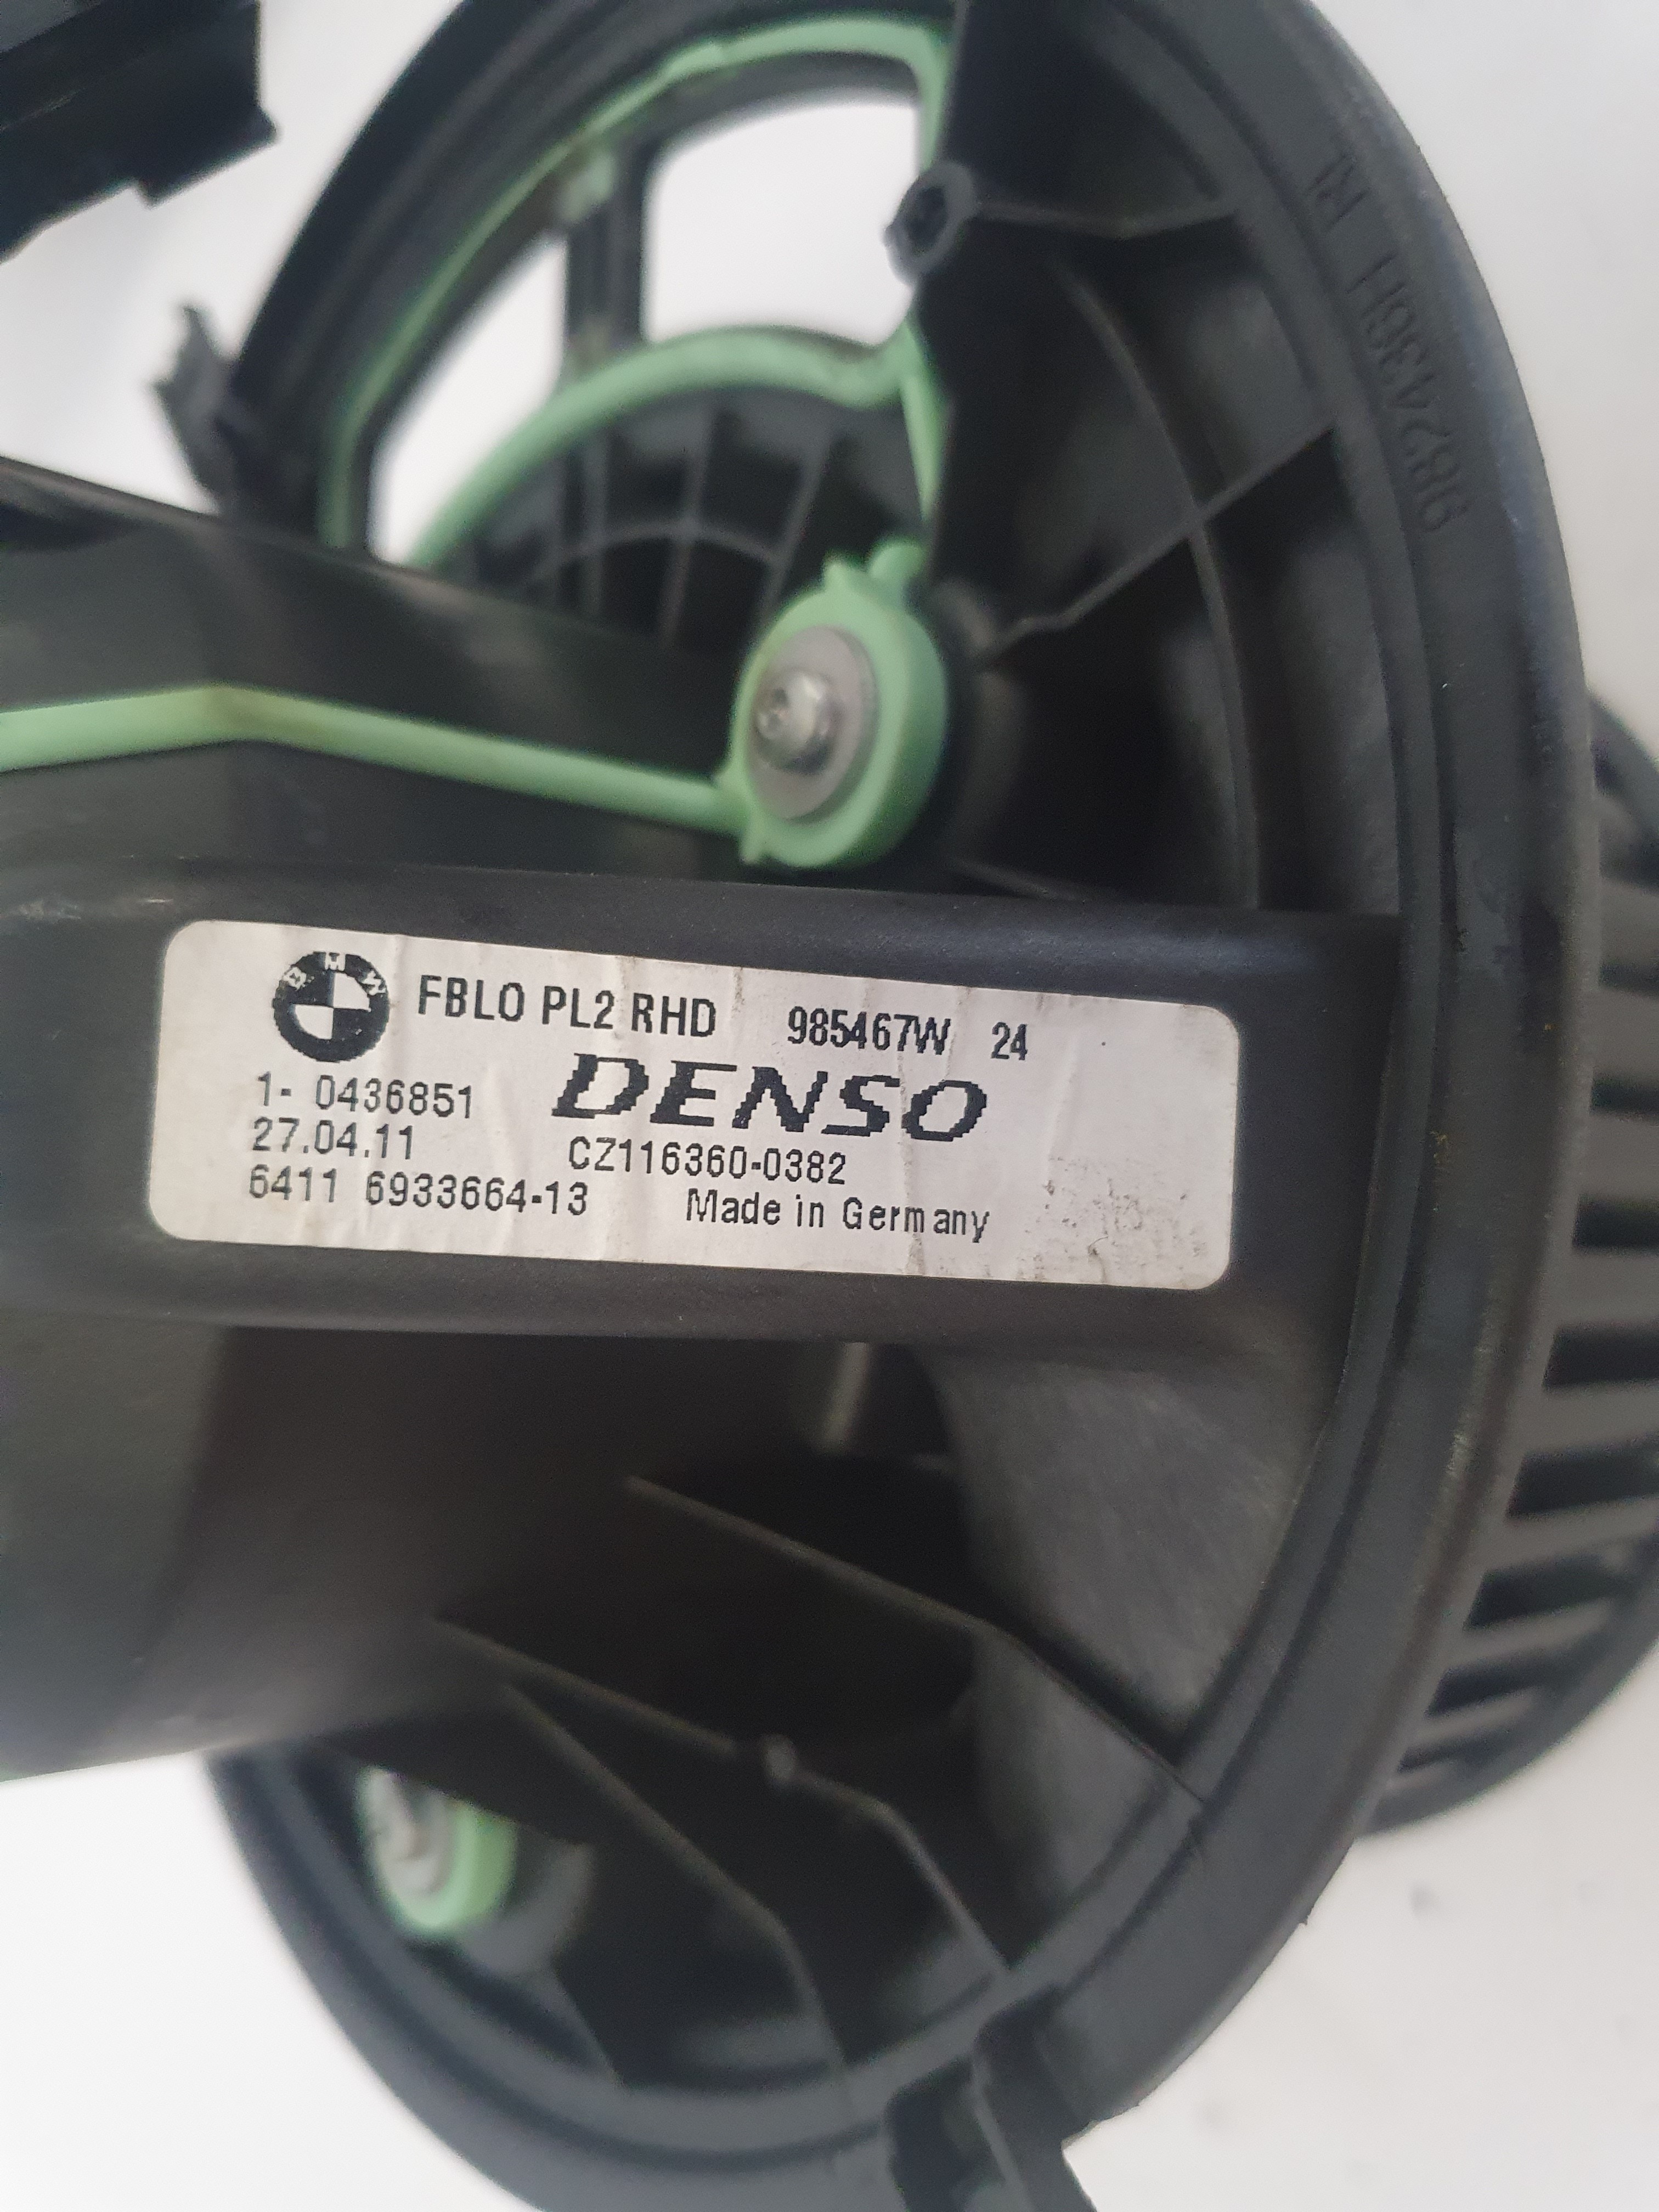 BMW
FBLO PL2 RHD 985467W 24
1- 0436851 DENSO
27.04.11 CZ116360-0382
6411 6933664-13 Made in Germany